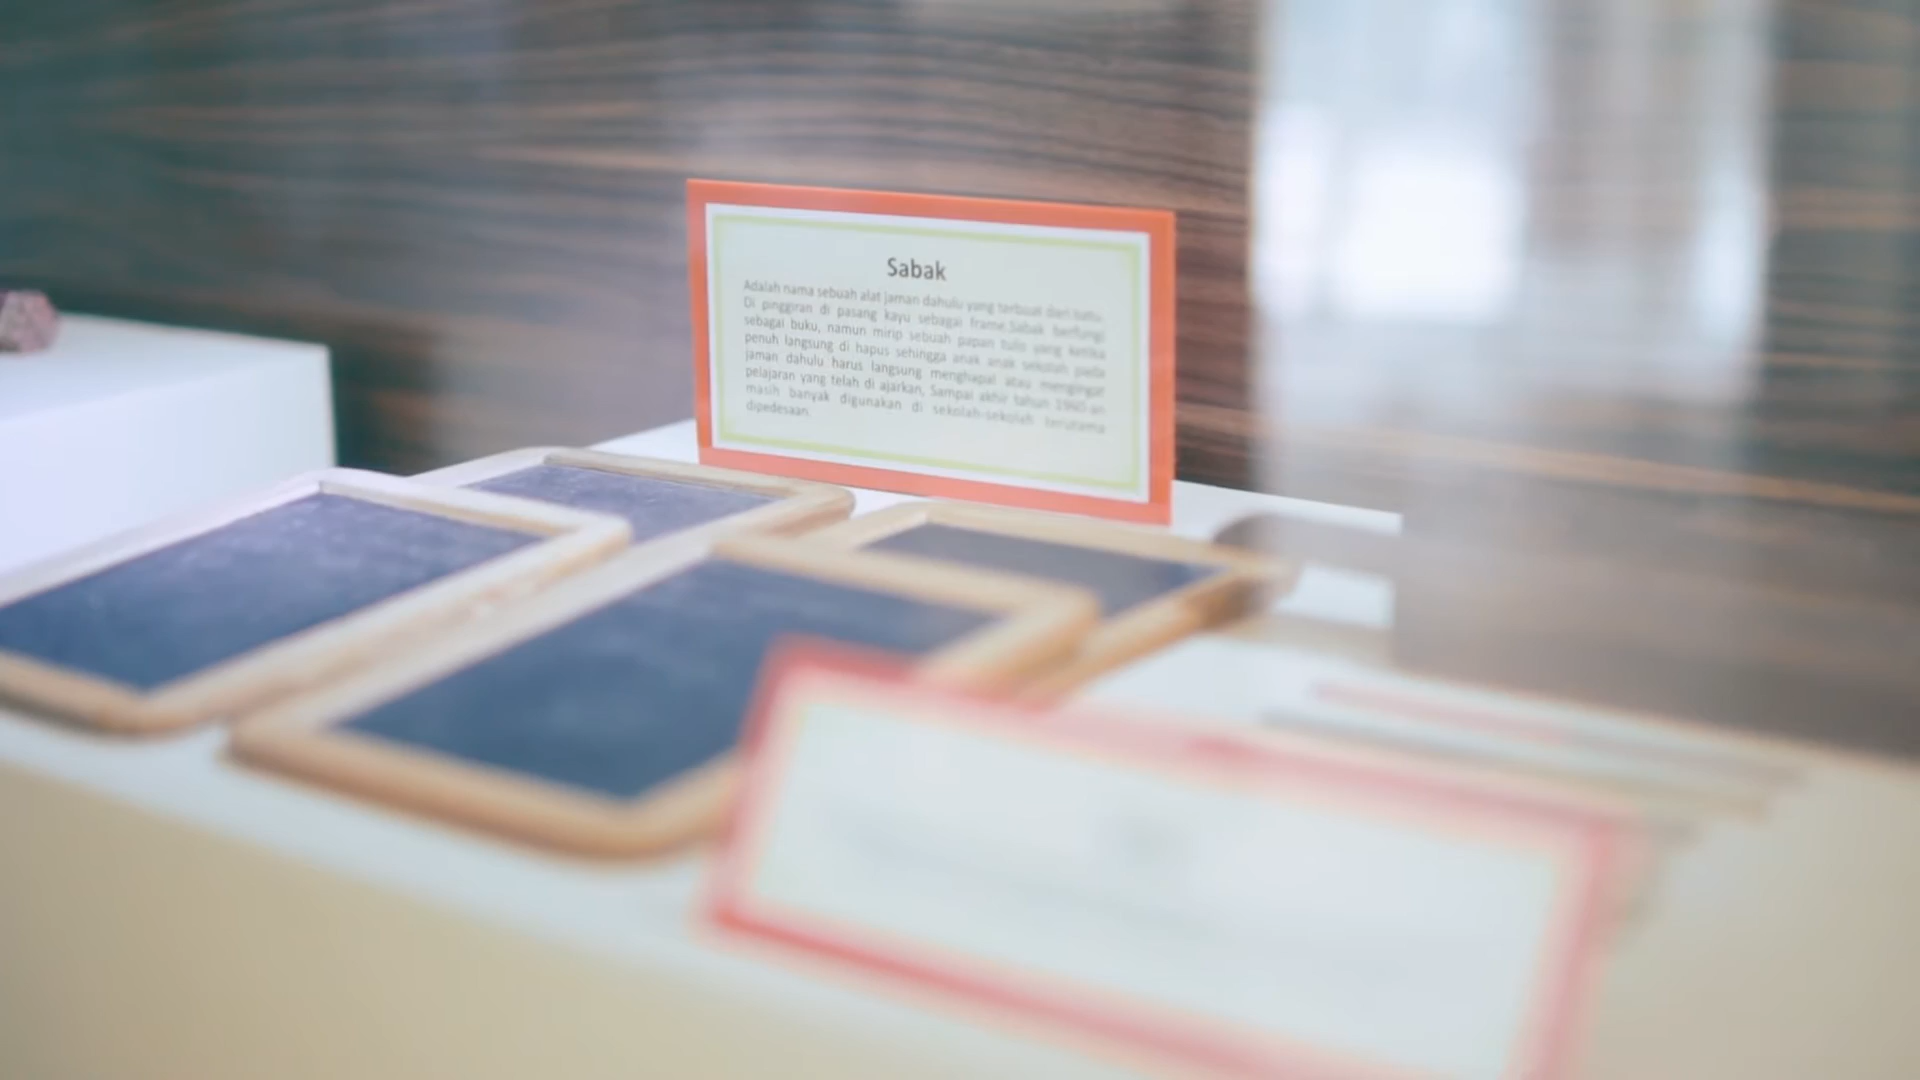 Sabak
Adalah nama sebuah alat jaman dahulu yang terbuat dari batu.
Di pinggiran di pasang kayu sebagai frame.Sabak berfungi
sebagai buku, namun mirip sebuah papan tulis yang ketika
penuh langsung di hapus sehingga anak anak sekolah pada
jaman dahulu harus langsung menghapal atau mengingat
pelajaran yang telah di ajarkan, Sampai akhir tahun 1960-an
masih banyak digunakan di sekolah-sekolah terutama
dipedesaan.